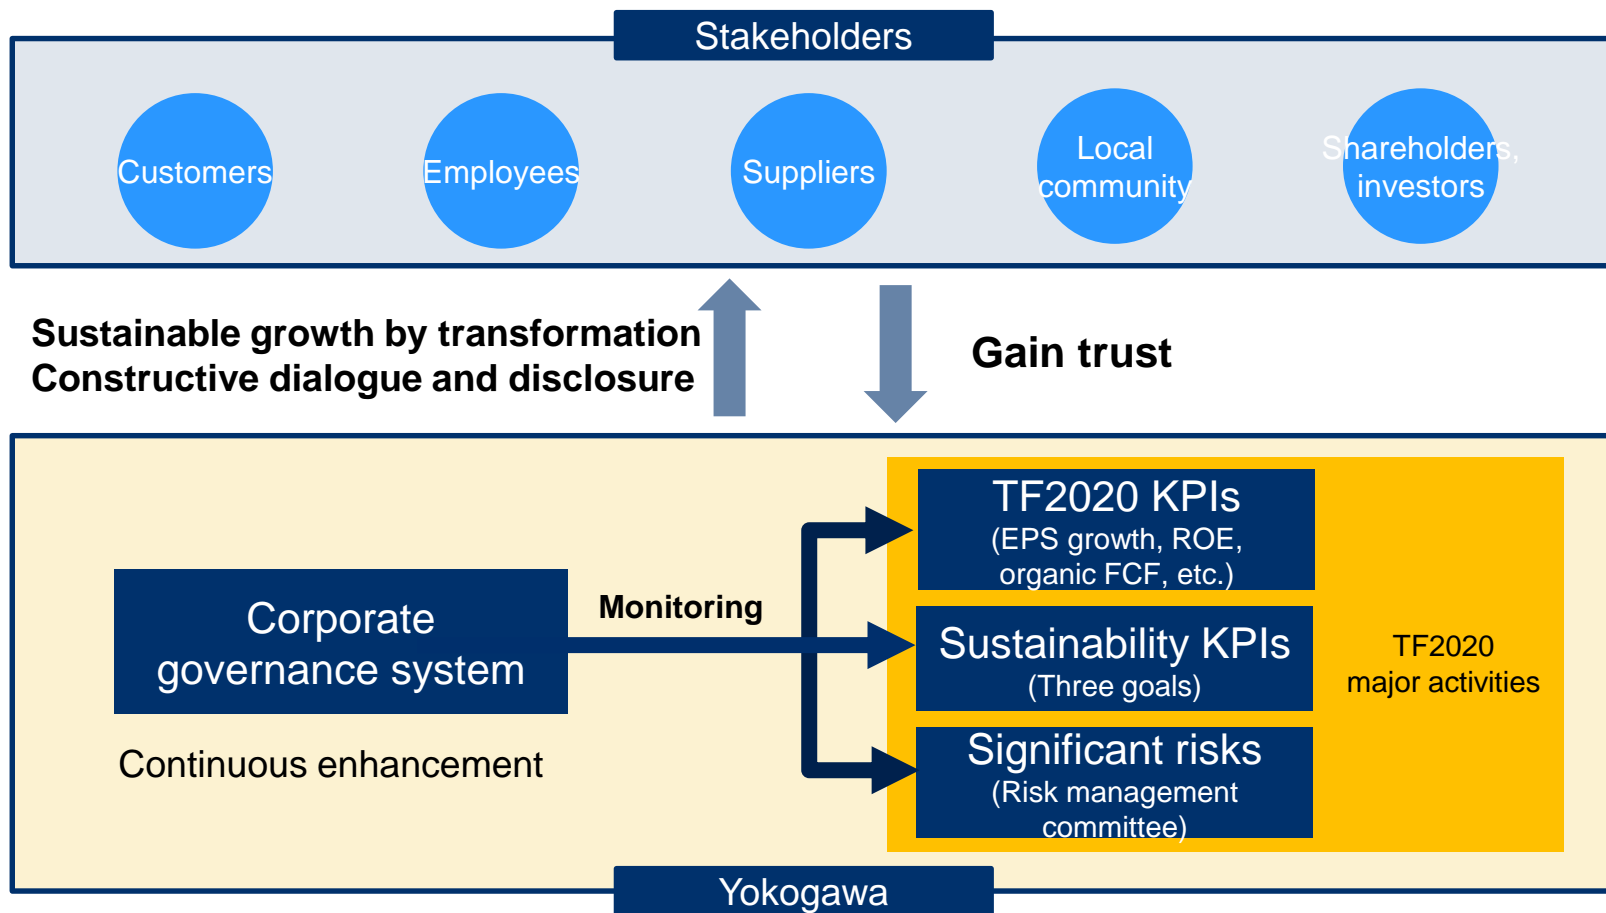 Stakeholders
Customers
Employees
Suppliers
Local
community
Shareholders,
investors
Sustainable growth by transformation
Constructive dialogue and disclosure
Gain trust
Corporate
governance system
Continuous enhancement
Monitoring
TF2020 KPIs
(EPS growth, ROE,
organic FCF, etc.)
Sustainability KPIs
(Three goals)
Significant risks
(Risk management
committee)
TF2020
major activities
Yokogawa